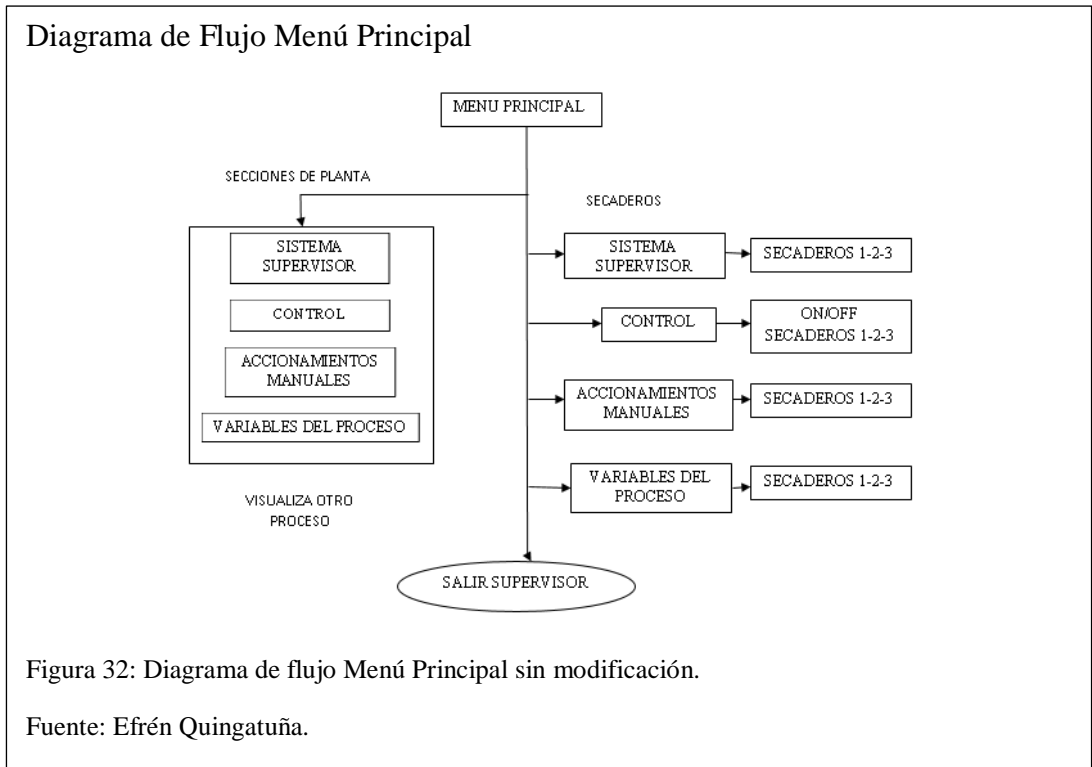 Diagrama de Flujo Menú Principal
MENU PRINCIPAL
SECCIONES DE PLANTA
SISTEMA
SUPERVISOR
CONTROL
ACCIONAMIENTOS
MANUALES
VARIABLES DEL PROCESO
VISUALIZA OTRO
PROCESO
SECADEROS
SISTEMA
SUPERVISOR
SECADEROS 1-2-3
CONTROL
ON/OFF
SECADEROS 1-2-3
ACCIONAMIENTOS
MANUALES
SECADEROS 1-2-3
VARIABLES DEL
PROCESO
SECADEROS 1-2-3
SALIR SUPERVISOR
Figura 32: Diagrama de flujo Menú Principal sin modificación.
Fuente: Efrén Quingatuña.